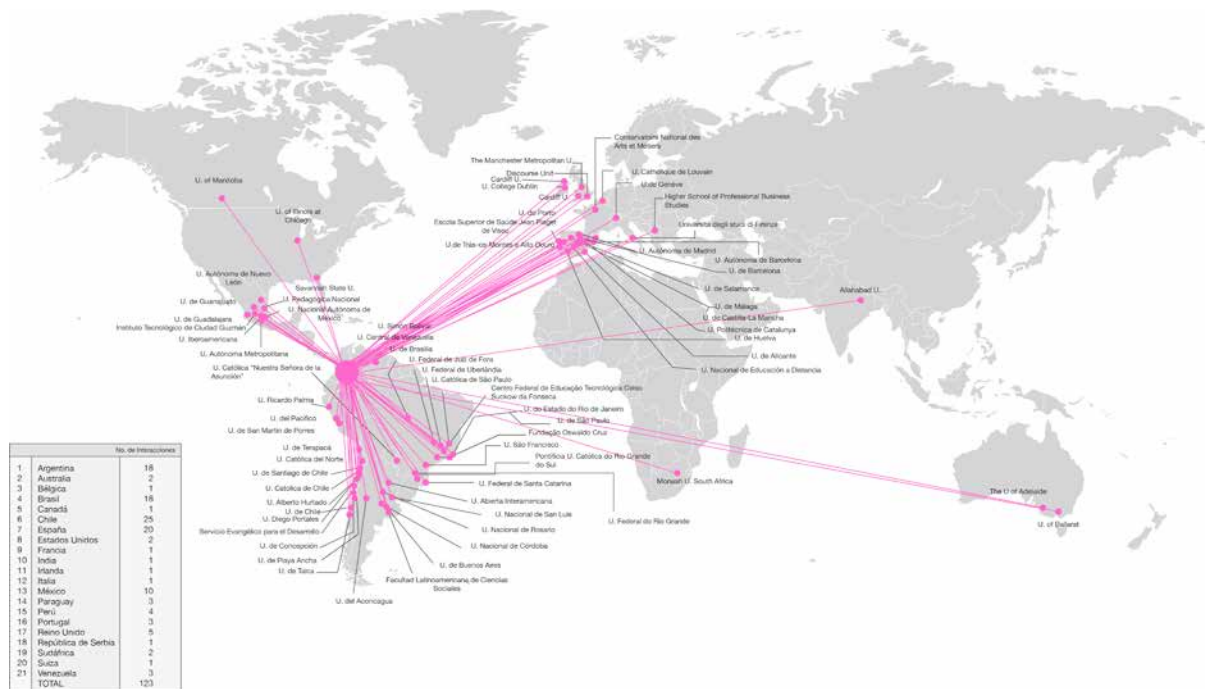 Conservatoire National des
Arts et Metiers
The Manchester Metropolitan U.
Discourse Unit
Cardiff U.
U. College Dublin
Cardiff U.
U. Catholique de Louvain
U. de Genève
Higher School of Professional Business
Studies
U. of Manitoba
U. of Illinois at
Chicago
U. de Porto
Escola Superior de Saúde Jean Piaget
de Viseu
Universita degli studi di Firenze
U. de Trás-os-Montes e Alto Douro
U. Autónoma de Madrid
U. Autónoma de Barcelona
U. de Barcelona
U. Autónoma de Nuevo
León
Savannah State U.
U. de Salamanca
Allahabad U.
U. de Guanajuato
U. Pedagógica Nacional
U. Nacional Autónoma de
México
U. de Málaga
U. de Guadalajara
U. de Castilla-La Mancha
Instituto Tecnológico de Ciudad Guzmán
U. Simón Bolívar
U. Politécnica de Catalunya
U. Iberoamericana
U. Central de Venezuela
U. de Huelva
U. Autónoma Metropolitana
U. de Brasilia
U. de Alicante
U. Católica "Nuestra Señora de la
Asunción"
U. Federal de Juiz de Fora
U. Federal de Uberlândia
U. Nacional de Educación a Distancia
U. Católica de São Paulo
Centro Federal de Educação Tecnológica Celso
Suckow da Fonseca
U. Ricardo Palma
U. do Estado do Rio de Janeiro
U. del Pacífico
U. de São Paulo
U. de San Martín de Porres
Fundação Oswaldo Cruz
U. São Francisco
U. de Tarapacá
Pontifícia U. Católica do Rio Grande
do Sul
U. Católica del Norte
U. de Santiago de Chile
Monash U. South Africa
U. Federal de Santa Catarina
U. Católica de Chile
The U of Adelaide
U. Alberto Hurtado
U. Abierta Interamericana
U. de Chile
U. Nacional de San Luis
U. Diego Portales
U. Federal do Rio Grande
U. of Ballarat
Servicio Evangélico para el Desarrollo
U. Nacional de Rosario
U. de Concepción
U. Nacional de Córdoba
U. de Playa Ancha
U. de Buenos Aires
U. de Talca
Facultad Latinoamericana de Ciencias
Sociales
U. del Aconcagua
No. de Interacciones
1 Argentina 18
2 Australia 2
3 Bélgica 1
4 Brasil 18
5 Canadá 1
6 Chile 25
7 España 20
8 Estados Unidos 2
9 Francia 1
10 India 1
11 Irlanda 1
12 Italia 1
13 México 10
14 Paraguay 3
15 Perú 4
16 Portugal 3
17 Reino Unido 5
18 República de Serbia 1
19 Sudáfrica 2
20 Suiza 1
21 Venezuela 3
TOTAL 123